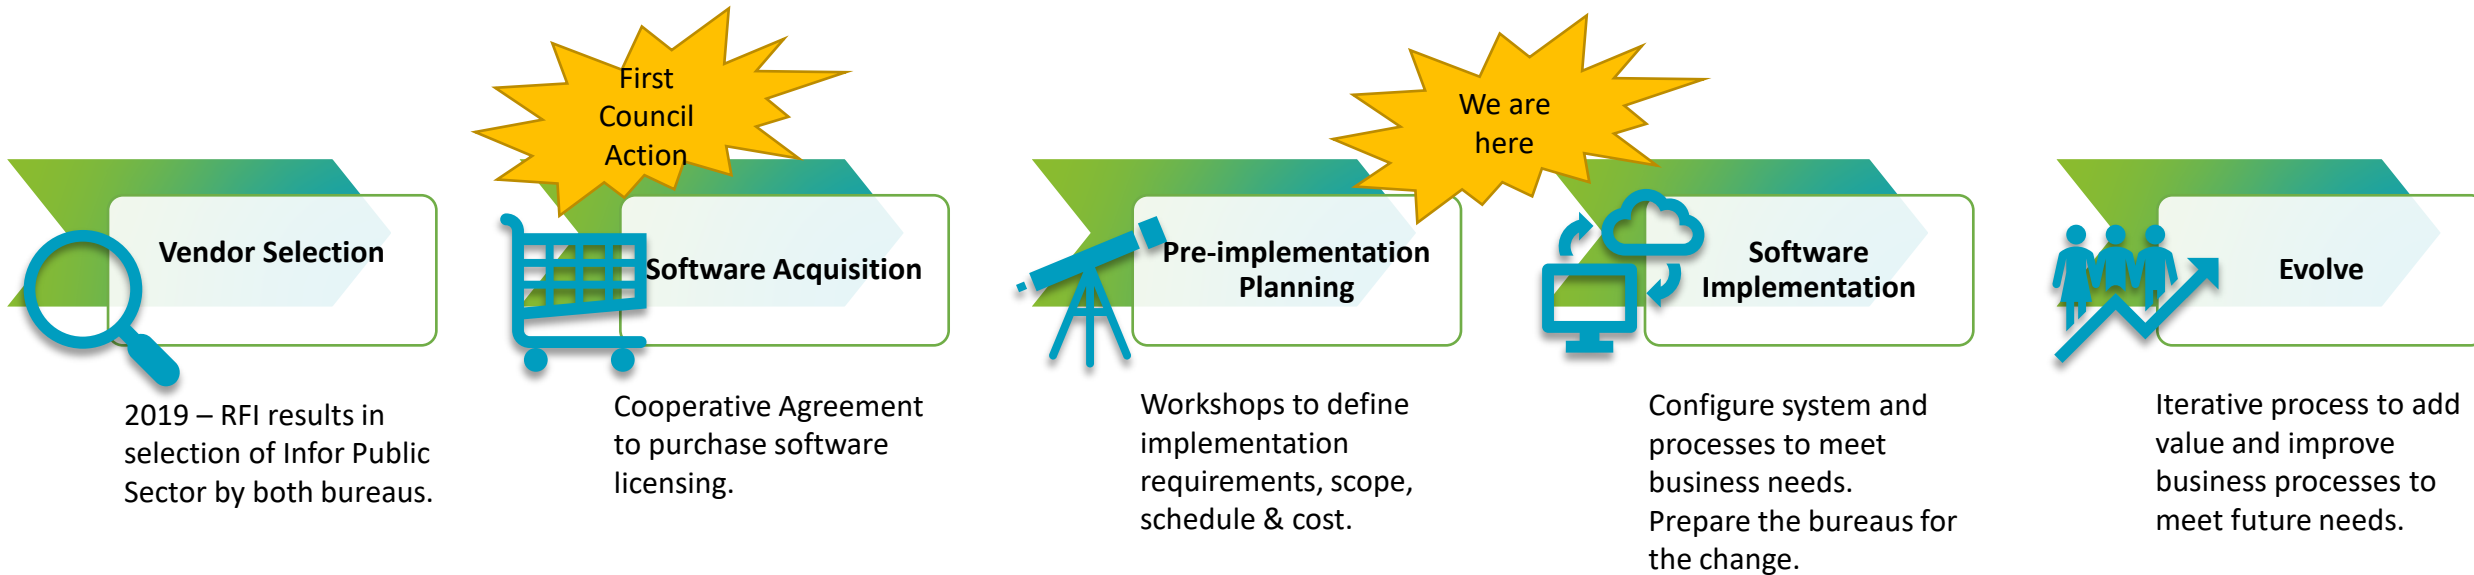 First
Council
Action
We are
here
Vendor Selection
2019 – RFI results in
selection of Infor Public
Sector by both bureaus.
Software Acquisition
Cooperative Agreement
to purchase software
licensing.
Pre-implementation
Planning
Workshops to define
implementation
requirements, scope,
schedule & cost.
Software
Implementation
Configure system and
processes to meet
business needs.
Prepare the bureaus for
the change.
Evolve
Iterative process to add
value and improve
business processes to
meet future needs.